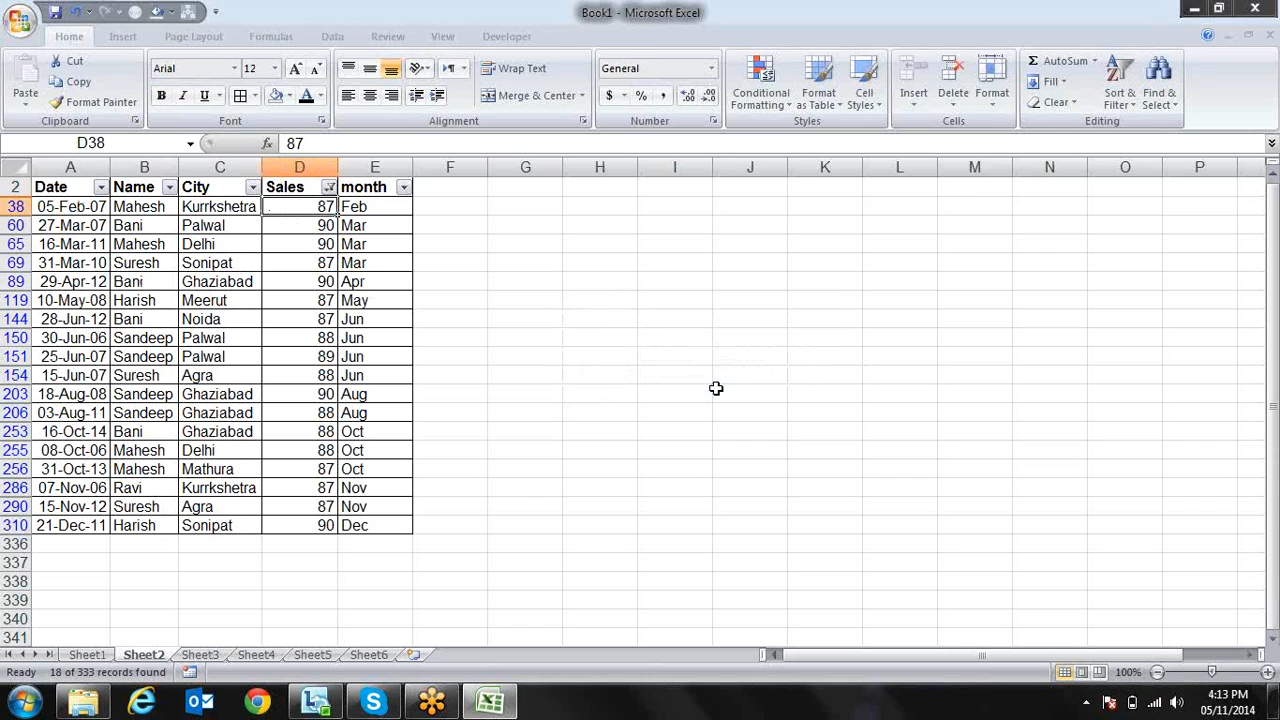 Book1 - Microsoft Excel
Home Insert Page Layout Formulas Data Review View Developer
Paste Cut Copy Format Painter Clipboard
Arial 12 B I U A A A Font
Wrap Text Merge & Center Alignment
General $ % , Number
Conditional Formatting Format as Table Cell Styles Styles
Insert Delete Format Cells
AutoSum Fill Clear Sort & Filter Find & Select Editing
D38 fx 87
A B C D E F G H I J K L M N O P
2 Date Name City Sales month
38 05-Feb-07 Mahesh Kurrkshetra 87 Feb
60 27-Mar-07 Bani Palwal 90 Mar
65 16-Mar-11 Mahesh Delhi 90 Mar
69 31-Mar-10 Suresh Sonipat 87 Mar
89 29-Apr-12 Bani Ghaziabad 90 Apr
119 10-May-08 Harish Meerut 87 May
144 28-Jun-12 Bani Noida 87 Jun
150 30-Jun-06 Sandeep Palwal 88 Jun
151 25-Jun-07 Sandeep Palwal 89 Jun
154 15-Jun-07 Suresh Agra 88 Jun
203 18-Aug-08 Sandeep Ghaziabad 90 Aug
206 03-Aug-11 Sandeep Ghaziabad 88 Aug
253 16-Oct-14 Bani Ghaziabad 88 Oct
255 08-Oct-06 Mahesh Delhi 88 Oct
256 31-Oct-13 Mahesh Mathura 87 Oct
286 07-Nov-06 Ravi Kurrkshetra 87 Nov
290 15-Nov-12 Suresh Agra 87 Nov
310 21-Dec-11 Harish Sonipat 90 Dec
336
337
338
339
340
341
Sheet1 Sheet2 Sheet3 Sheet4 Sheet5 Sheet6
Ready 18 of 333 records found 100%
4:13 PM
05/11/2014